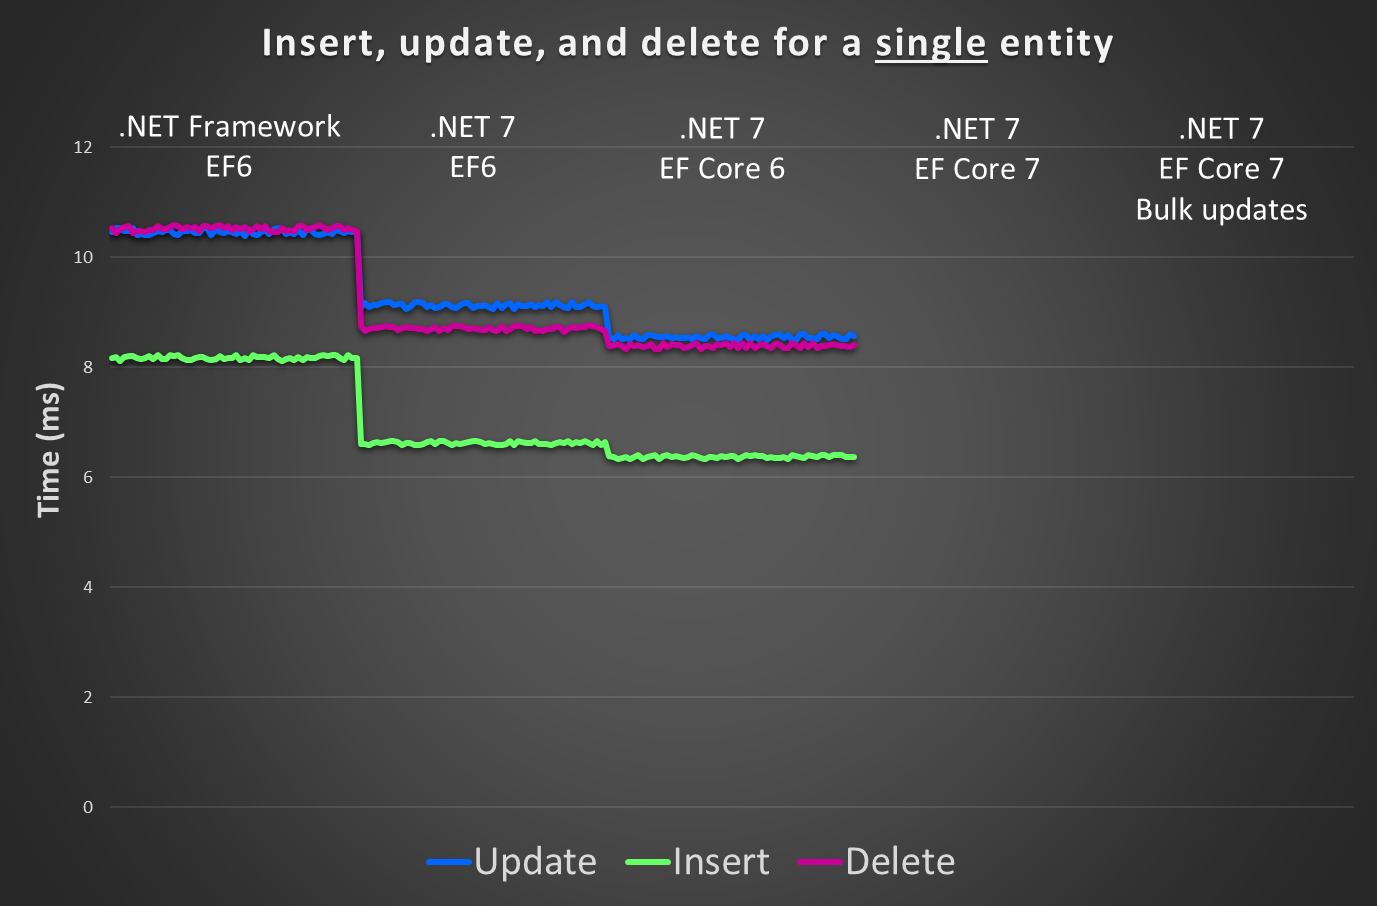 Insert, update, and delete for a single entity
.NET Framework
EF6
.NET 7
EF6
.NET 7
EF Core 6
.NET 7
EF Core 7
.NET 7
EF Core 7
Bulk updates
12
10
8
6
4
2
0
Time (ms)
Update
Insert
Delete